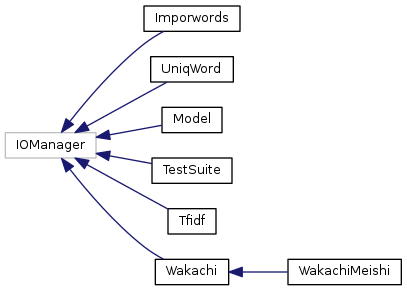 Imporwords
UniqWord
Model
IOManager
TestSuite
Tfidf
Wakachi
WakachiMeishi